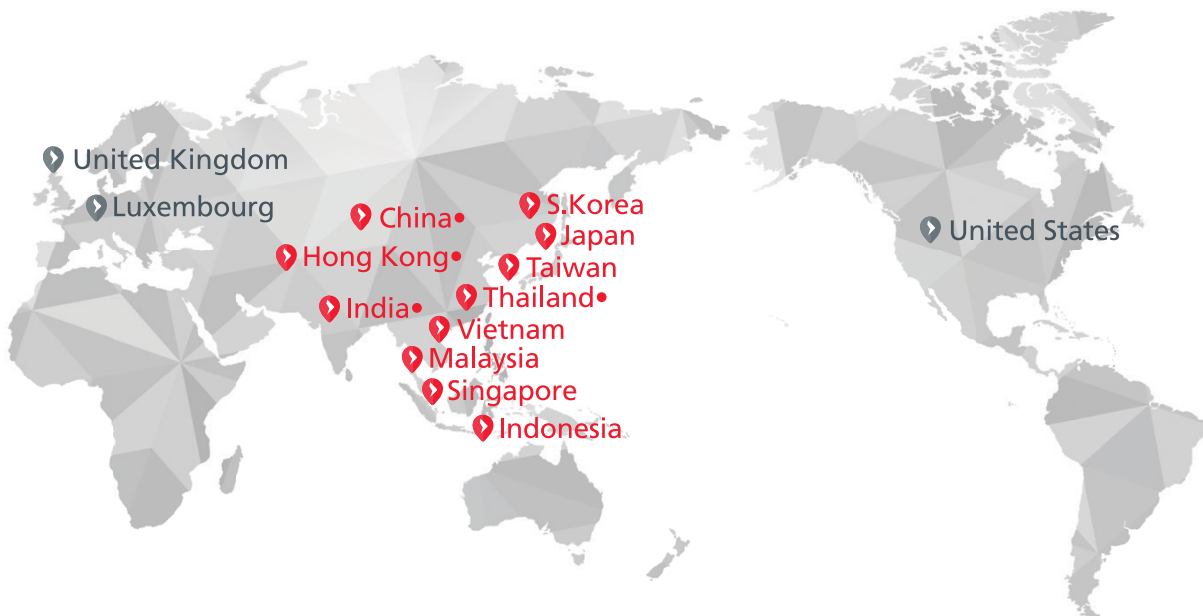 United Kingdom
Luxembourg
China•
S.Korea
Japan
United States
Hong Kong•
Taiwan
Thailand•
India•
Vietnam
Malaysia
Singapore
Indonesia